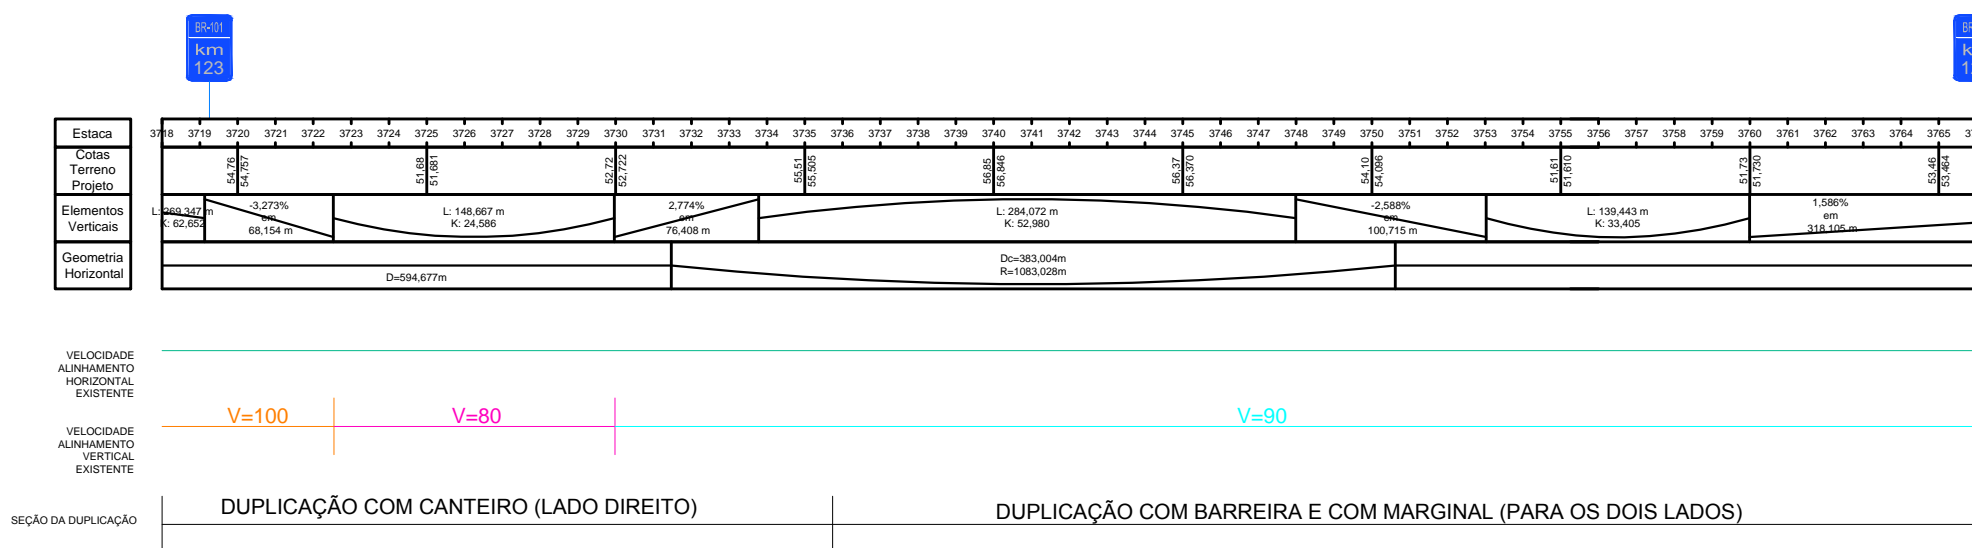 BR-101
km
123
Estaca
3718 3719 3720 3721 3722 3723 3724 3725 3726 3727 3728 3729 3730 3731 3732 3733 3734 3735 3736 3737 3738 3739 3740 3741 3742 3743 3744 3745 3746 3747 3748 3749 3750 3751 3752 3753 3754 3755 3756 3757 3758 3759 3760 3761 3762 3763 3764 3765
Cotas
Terreno
Projeto
54,76
54,757
51,68
51,681
52,72
52,722
55,51
55,505
56,85
56,846
56,37
56,370
54,10
54,096
51,61
51,610
51,73
51,730
53,46
53,464
Elementos
Verticais
L: 269,347 m
K: 62,652
-3,273%
em
68,154 m
L: 148,667 m
K: 24,586
2,774%
em
76,408 m
L: 284,072 m
K: 52,980
-2,588%
em
100,715 m
L: 139,443 m
K: 33,405
1,586%
em
318,105 m
Geometria
Horizontal
D=594,677m
Dc=383,004m
R=1083,028m
VELOCIDADE
ALINHAMENTO
HORIZONTAL
EXISTENTE
VELOCIDADE
ALINHAMENTO
VERTICAL
EXISTENTE
V=100
V=80
V=90
SEÇÃO DA DUPLICAÇÃO
DUPLICAÇÃO COM CANTEIRO (LADO DIREITO)
DUPLICAÇÃO COM BARREIRA E COM MARGINAL (PARA OS DOIS LADOS)